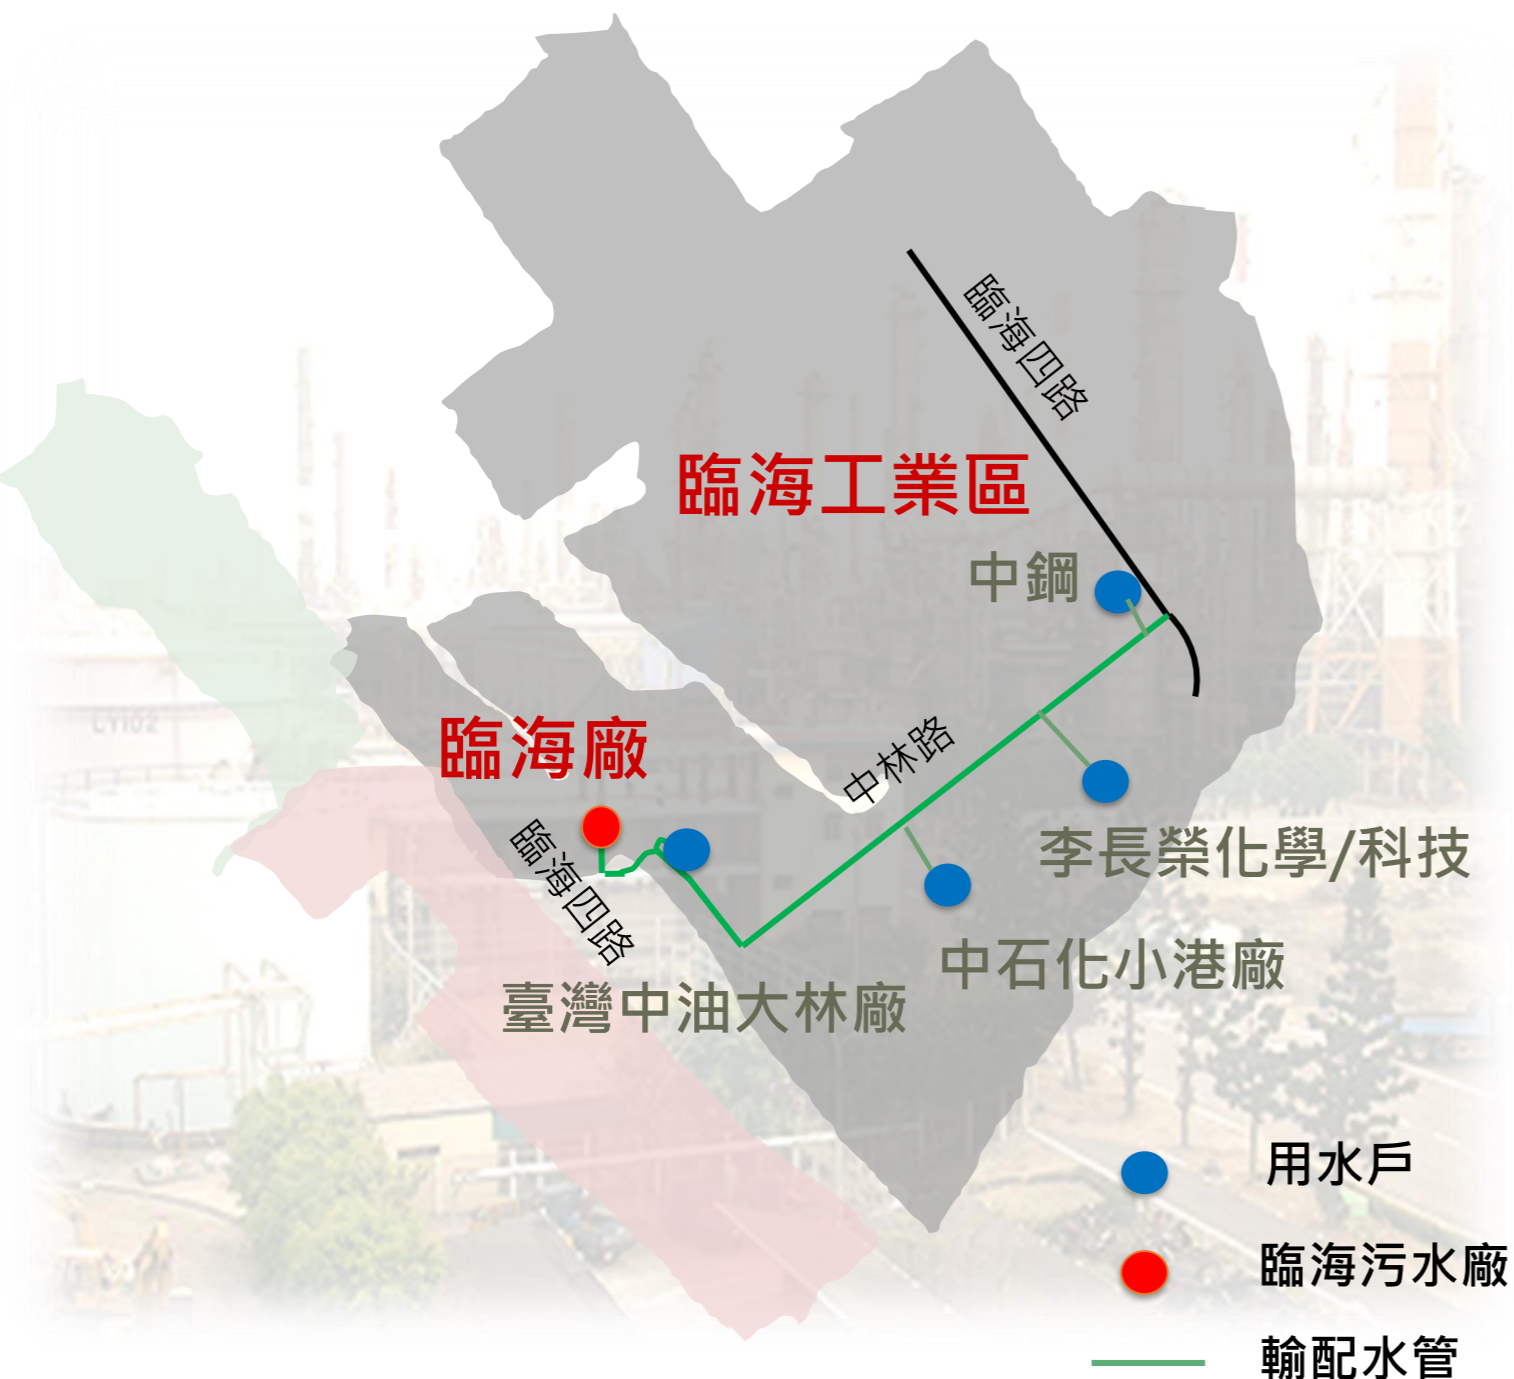 臨海四路
臨海工業區
中鋼
臨海廠
中林路
臨海四路
李長榮化學/科技
中石化小港廠
臺灣中油大林廠
用水戶
臨海污水廠
輸配水管